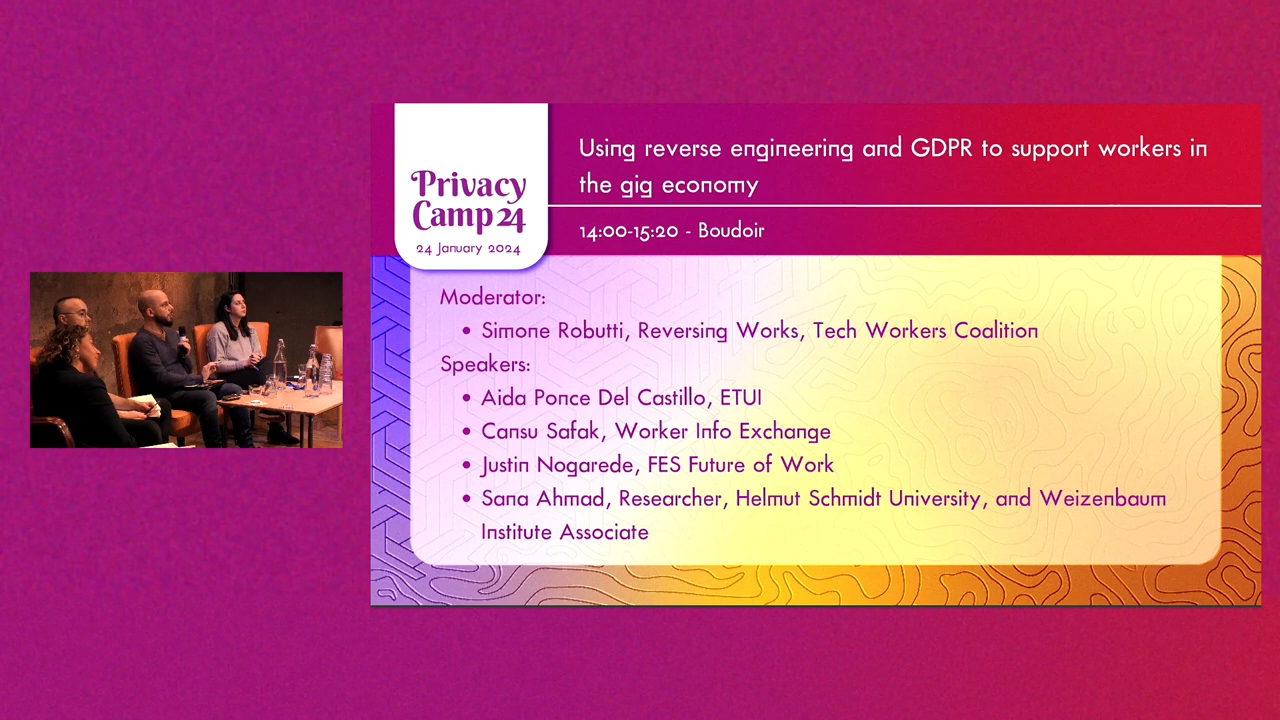 Privacy
Camp 24
24 January 2024
Using reverse engineering and GDPR to support workers in
the gig economy
14:00-15:20 - Boudoir
Moderator:
• Simone Robutti, Reversing Works, Tech Workers Coalition
Speakers:
• Aida Ponce Del Castillo, ETUI
• Cansu Safak, Worker Info Exchange
• Justin Nogarede, FES Future of Work
• Sana Ahmad, Researcher, Helmut Schmidt University, and Weizenbaum
Institute Associate